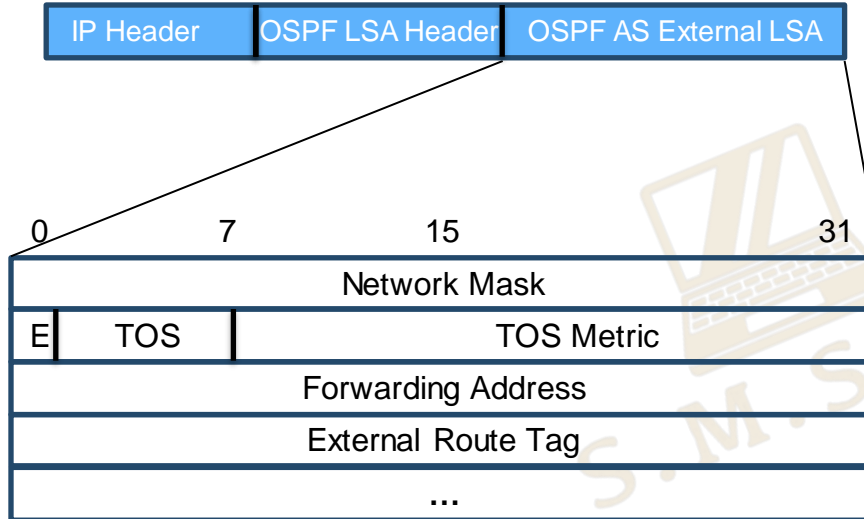 IP Header OSPF LSA Header OSPF AS External LSA
0 7 15 31
Network Mask
E TOS TOS Metric
Forwarding Address
External Route Tag
...
S.M.S